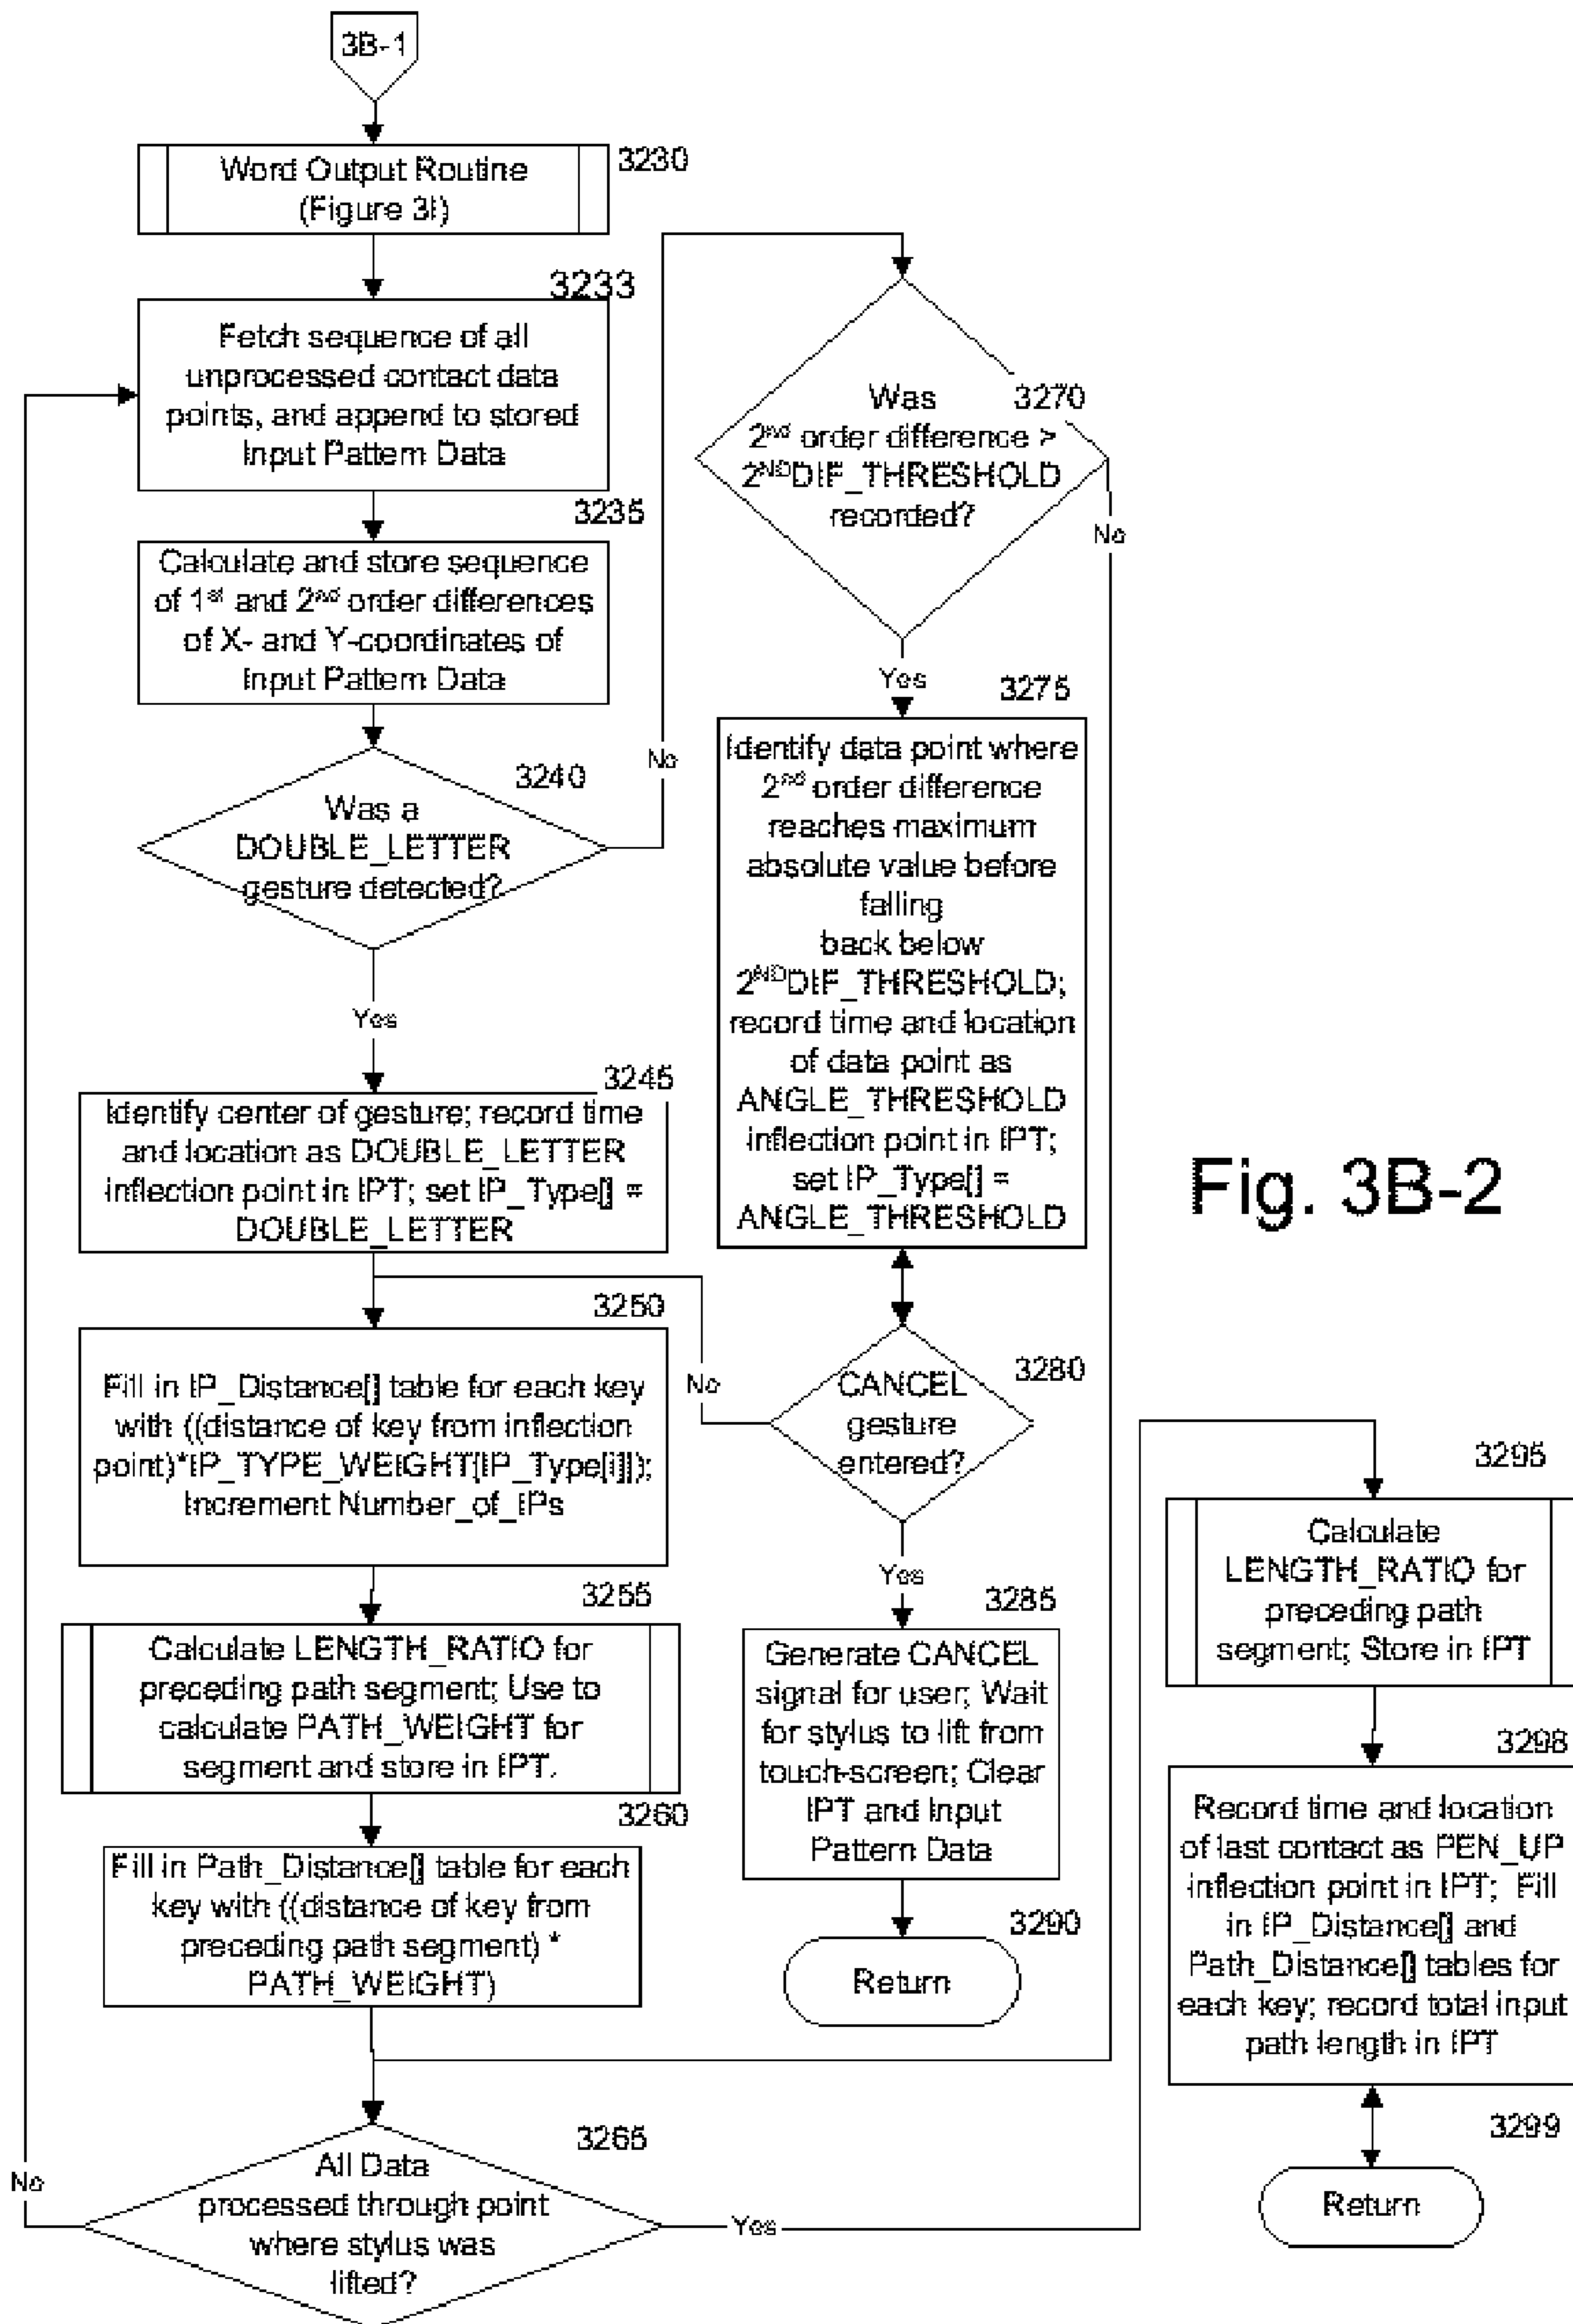 3B-1
Word Output Routine
(Figure 3I)
3230
3233
Fetch sequence of all
unprocessed contact data
points, and append to stored
Input Pattern Data
3235
Calculate and store sequence
of 1st and 2nd order differences
of X- and Y-coordinates of
Input Pattern Data
3240
Was a
DOUBLE_LETTER
gesture detected?
No
Yes
3245
Identify center of gesture; record time
and location as DOUBLE_LETTER
inflection point in IPT; set IP_Type[] =
DOUBLE_LETTER
3250
Fill in IP_Distance[] table for each key
with ((distance of key from inflection
point)*IP_TYPE_WEIGHT[IP_Type[i]]);
Increment Number_of_IPs
3255
Calculate LENGTH_RATIO for
preceding path segment; Use to
calculate PATH_WEIGHT for
segment and store in IPT.
3260
Fill in Path_Distance[] table for each
key with ((distance of key from
preceding path segment) *
PATH_WEIGHT)
3265
All Data
processed through point
where stylus was
lifted?
No
Yes
3270
Was
2nd order difference >
2NDDIF_THRESHOLD
recorded?
No
Yes
3275
Identify data point where
2nd order difference
reaches maximum
absolute value before
falling
back below
2NDDIF_THRESHOLD;
record time and location
of data point as
ANGLE_THRESHOLD
inflection point in IPT;
set IP_Type[] =
ANGLE_THRESHOLD
3280
CANCEL
gesture
entered?
No
Yes
3285
Generate CANCEL
signal for user; Wait
for stylus to lift from
touch-screen; Clear
IPT and Input
Pattern Data
3290
Return
Fig. 3B-2
3295
Calculate
LENGTH_RATIO for
preceding path
segment; Store in IPT
3298
Record time and location
of last contact as PEN_UP
inflection point in IPT; Fill
in IP_Distance[] and
Path_Distance[] tables for
each key; record total input
path length in IPT
3299
Return